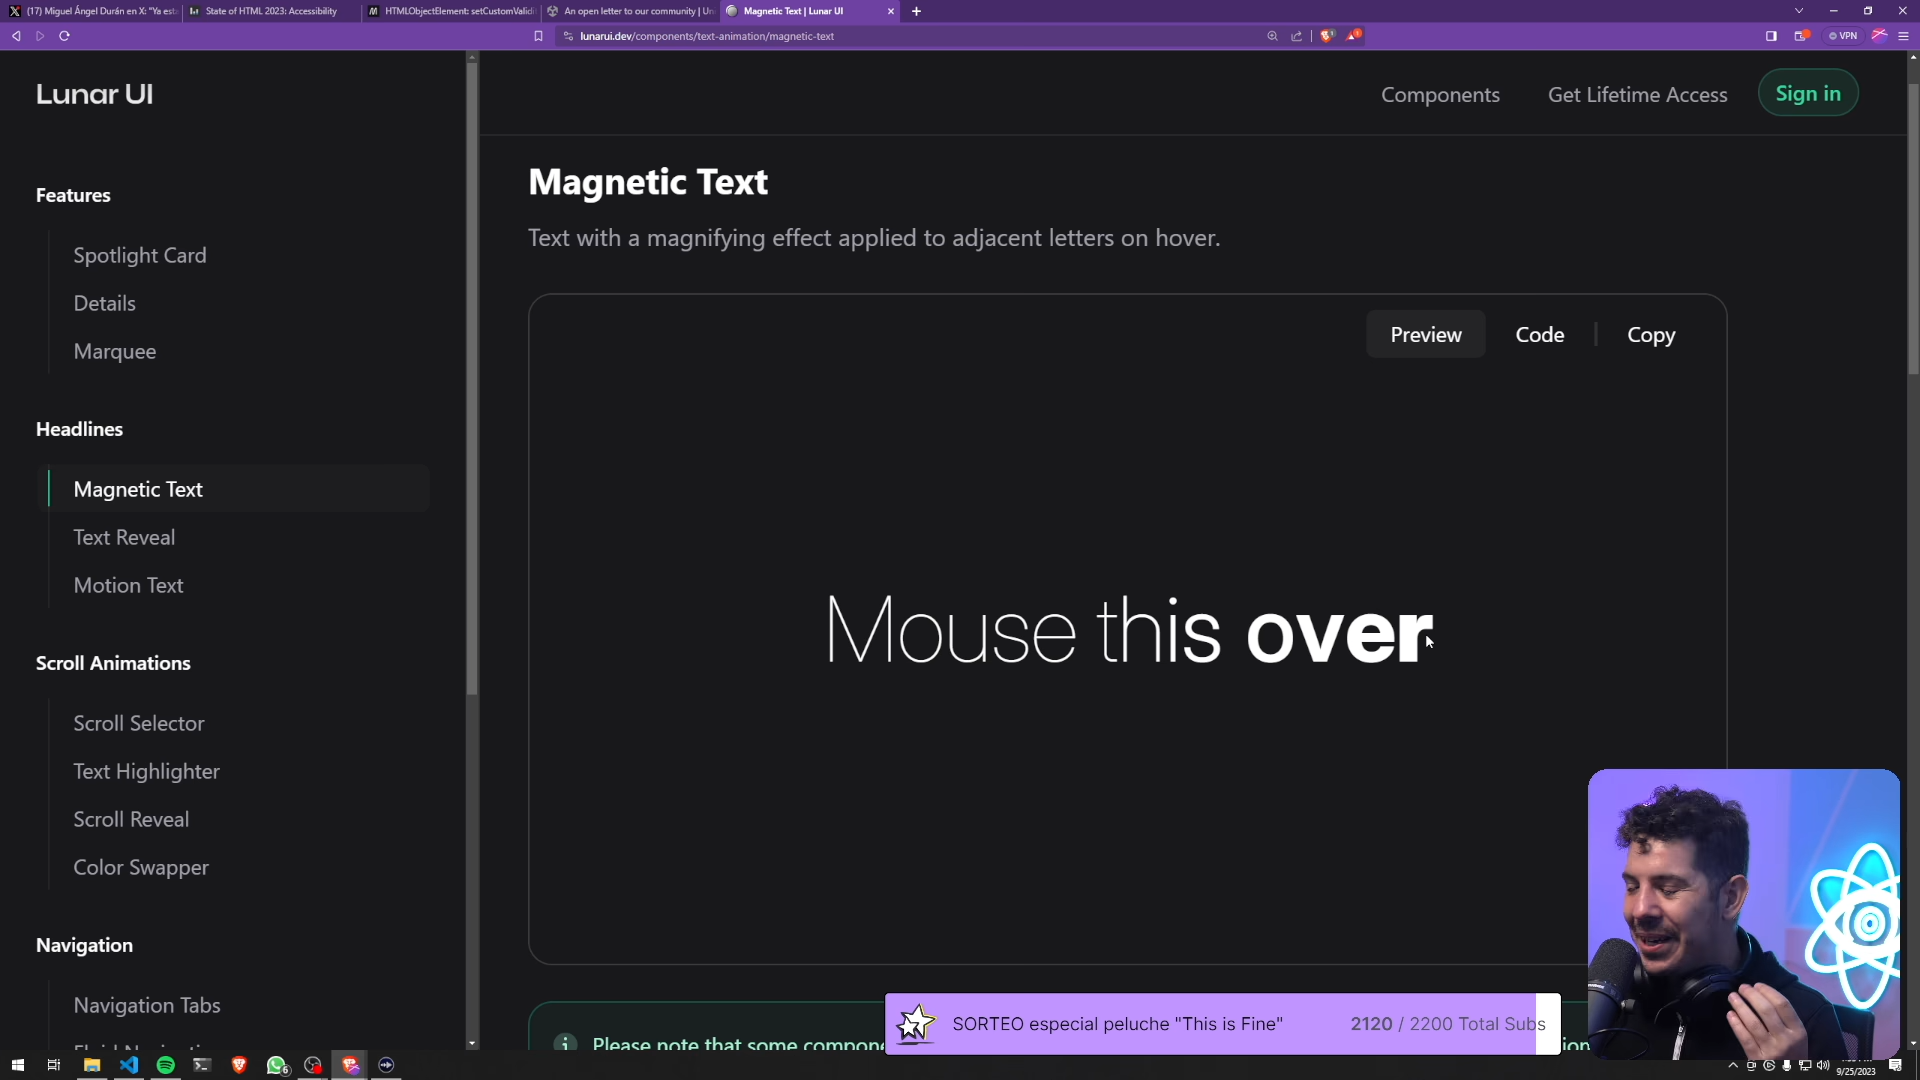 (17) Miguel Ángel Durán en X: "Ya est
State of HTML 2023: Accessibility
HTMLObjectElement: setCustomValidi
An open letter to our community | Un
Magnetic Text | Lunar UI
lunarui.dev/components/text-animation/magnetic-text
VPN
Lunar UI
Components
Get Lifetime Access
Sign in
Features
Spotlight Card
Details
Marquee
Headlines
Magnetic Text
Text Reveal
Motion Text
Scroll Animations
Scroll Selector
Text Highlighter
Scroll Reveal
Color Swapper
Navigation
Navigation Tabs
Magnetic Text
Text with a magnifying effect applied to adjacent letters on hover.
Preview
Code
Copy
Mouse this over
Please note that some compone
SORTEO especial peluche "This is Fine"
2120 / 2200 Total Subs
9/25/2023